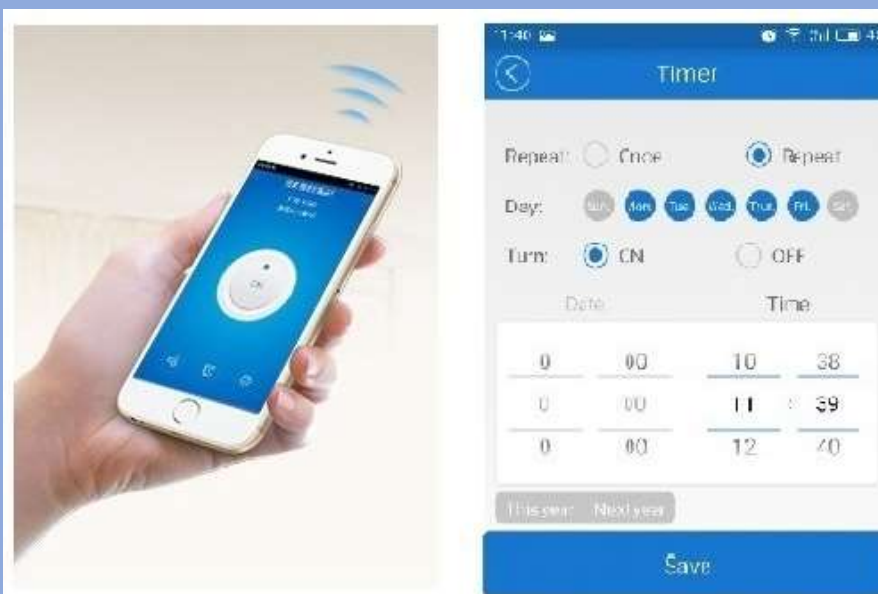 11:40
Timer
Repeat: Once Repeat
Day: Sun. Mon. Tue. Wed. Thur. Fri. Sat.
Turn: ON OFF
Date Time
0 00 10 38
0 00 11 : 39
0 00 12 40
This year Next year
Save
ON